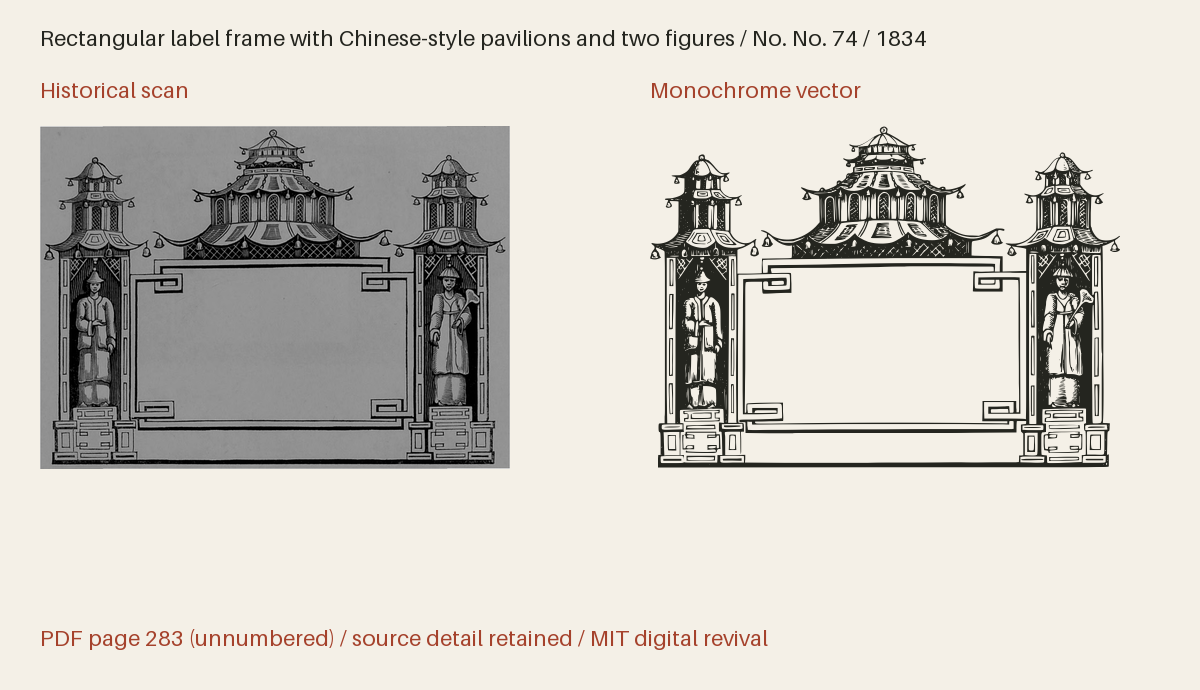 Rectangular label frame with Chinese-style pavilions and two figures / No. No. 74 / 1834
Historical scan
Monochrome vector
PDF page 283 (unnumbered) / source detail retained / MIT digital revival